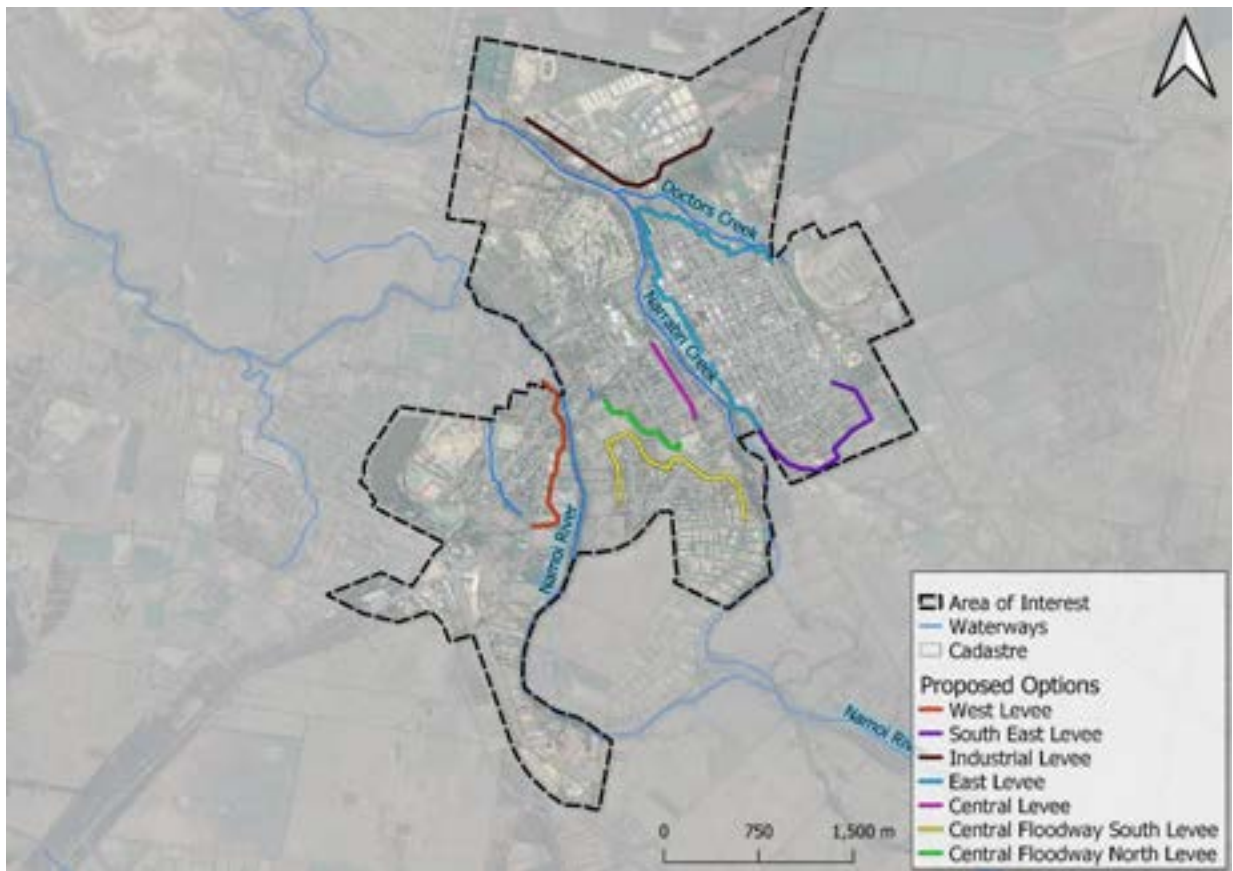 Doctors Creek
Narrabri Creek
Namoi River
Namoi
Area of Interest
Waterways
Cadastre
Proposed Options
West Levee
South East Levee
Industrial Levee
East Levee
Central Levee
Central Floodway South Levee
Central Floodway North Levee
0 750 1,500 m